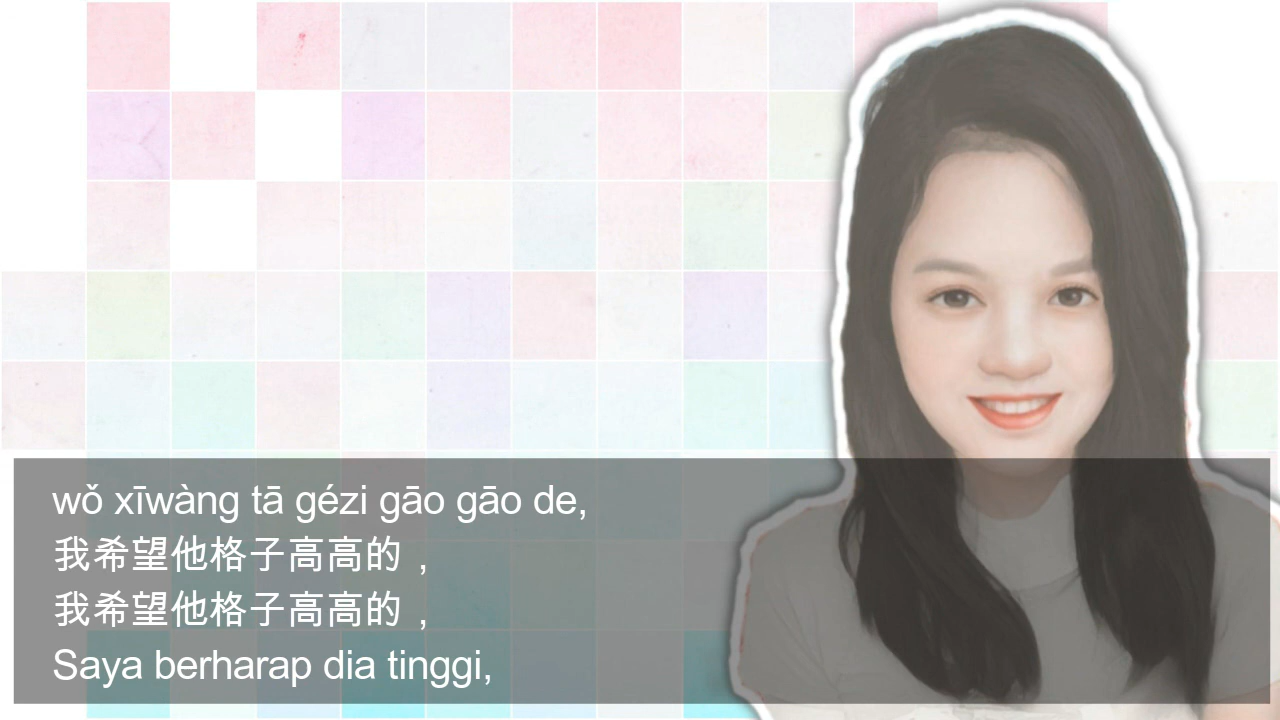 wǒ xīwàng tā gézi gāo gāo de,
我希望他格子高高的，
我希望他格子高高的，
Saya berharap dia tinggi,